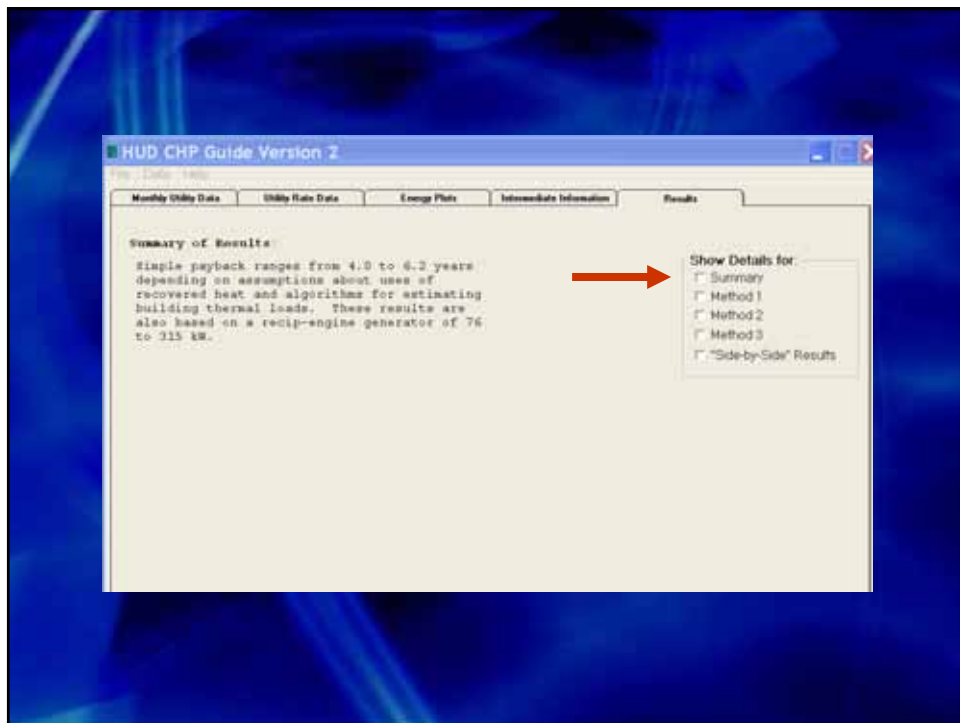 HUD CHP Guide Version 2
File Data Help
Monthly Utility Data Utility Rate Data Energy Plots Intermediate Information Results
Summary of Results:
Simple payback ranges from 4.0 to 6.2 years
depending on assumptions about uses of
recovered heat and algorithms for estimating
building thermal loads. These results are
also based on a recip-engine generator of 76
to 315 kW.
Show Details for:
Summary
Method 1
Method 2
Method 3
"Side-by-Side" Results